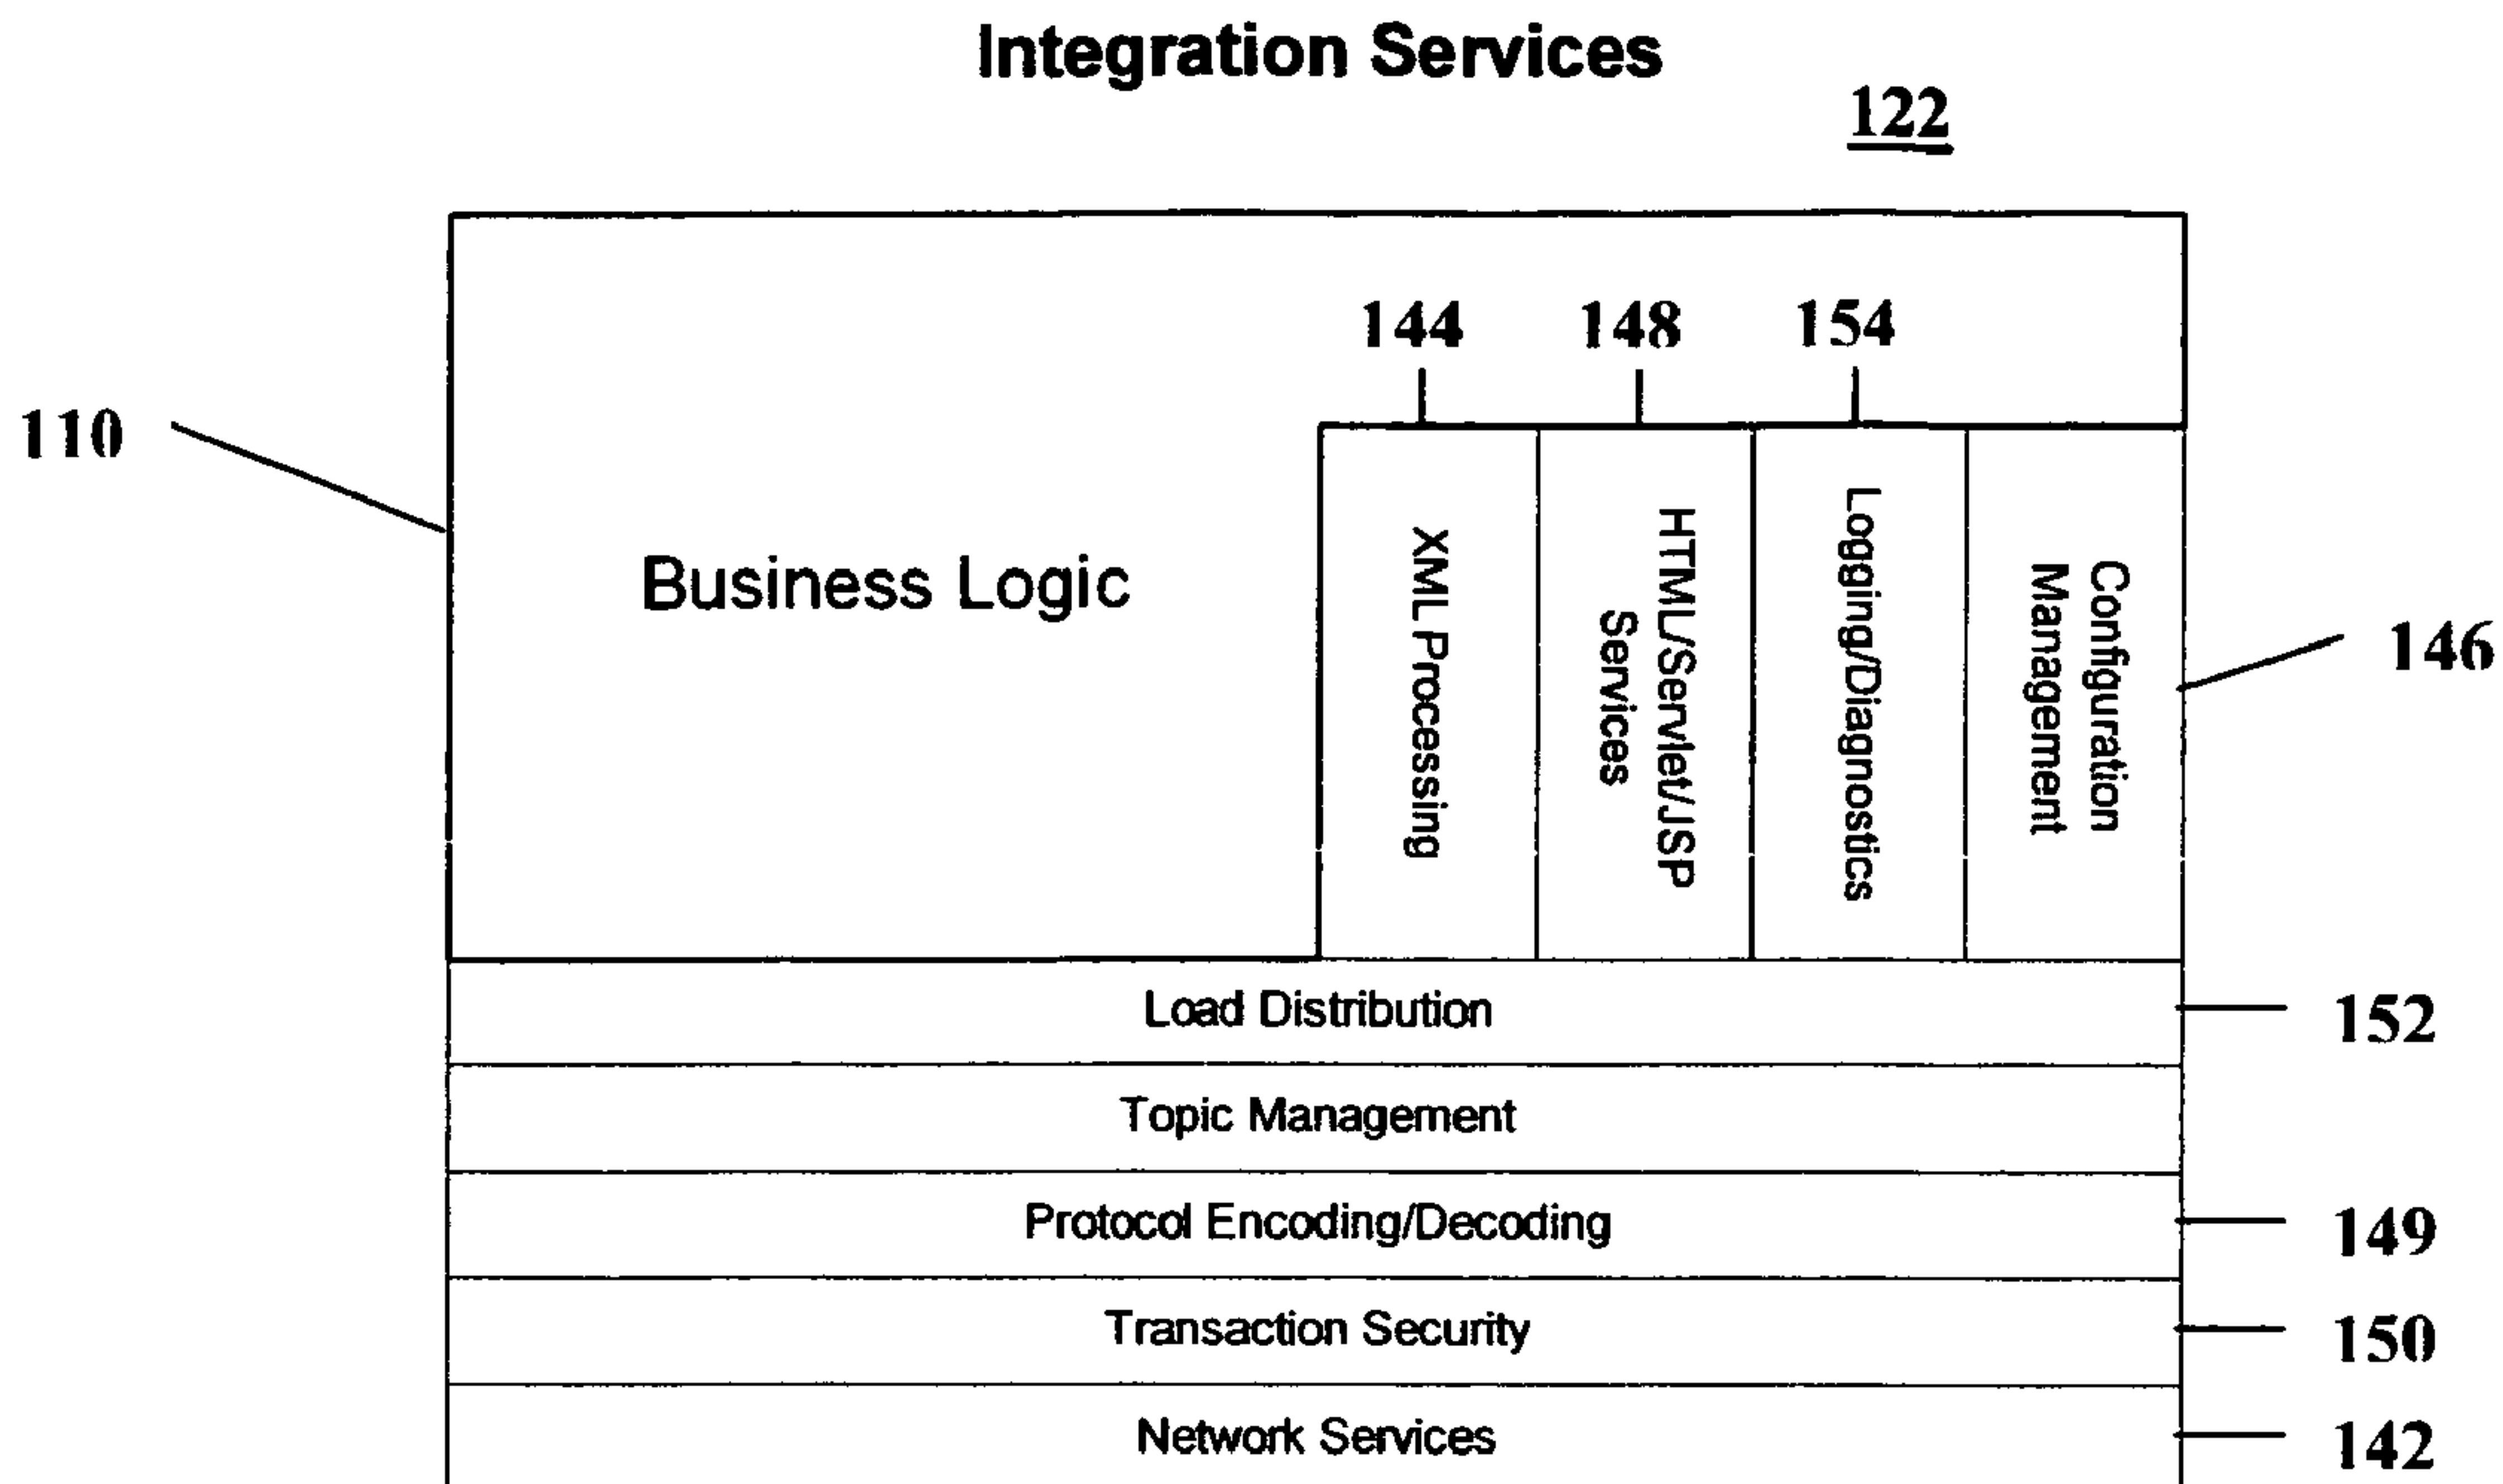 Integration Services
122
144
148
154
110
Business Logic
XML Processing
HTML/Servlet/JSP
Services
Logging/Diagnostics
Configuration
Management
146
Load Distribution
152
Topic Management
Protocol Encoding/Decoding
149
Transaction Security
150
Network Services
142